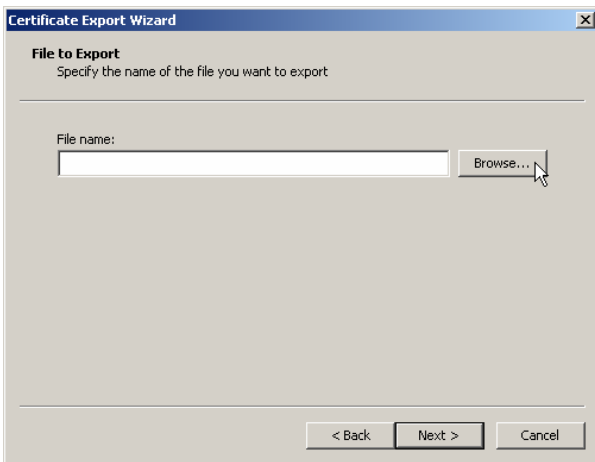 Certificate Export Wizard
File to Export
Specify the name of the file you want to export
File name:
Browse...
< Back
Next >
Cancel